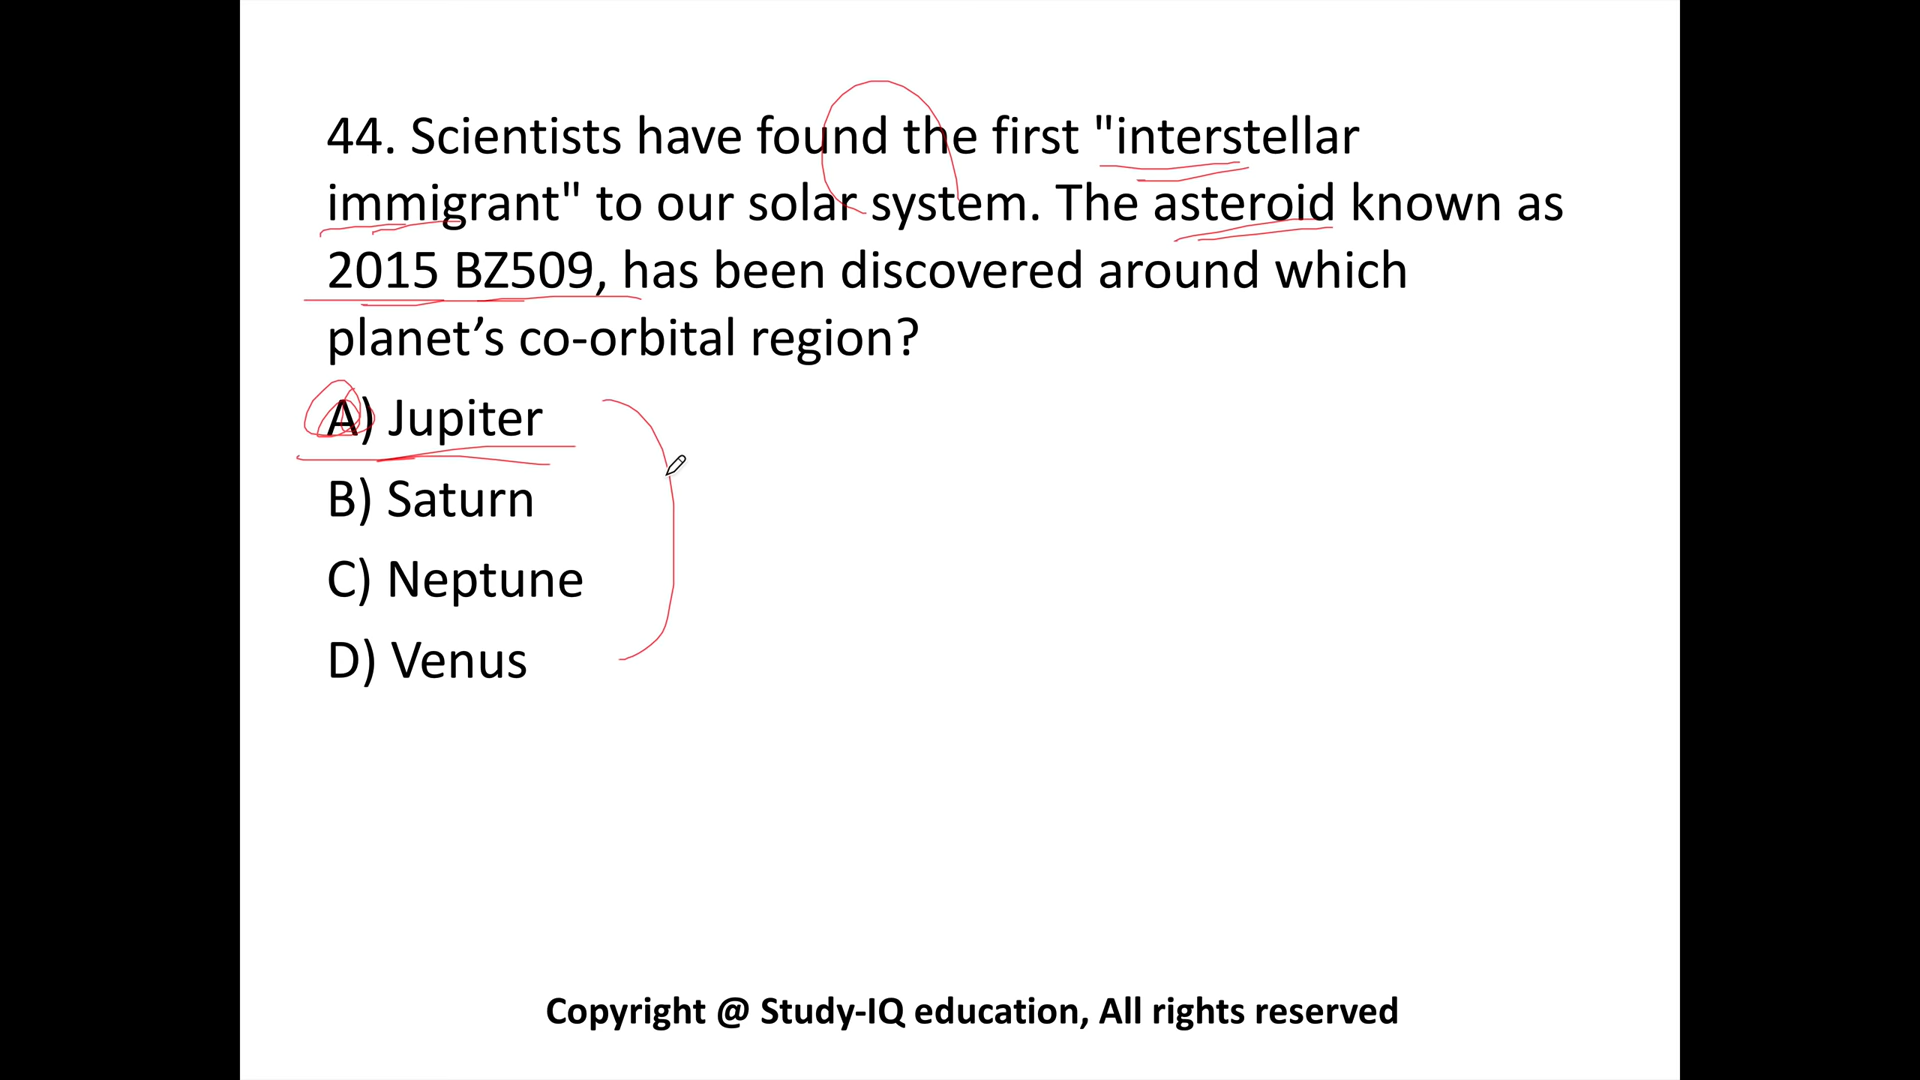 44. Scientists have found the first "interstellar
immigrant" to our solar system. The asteroid known as
2015 BZ509, has been discovered around which
planet’s co-orbital region?
A) Jupiter
B) Saturn
C) Neptune
D) Venus
Copyright @ Study-IQ education, All rights reserved